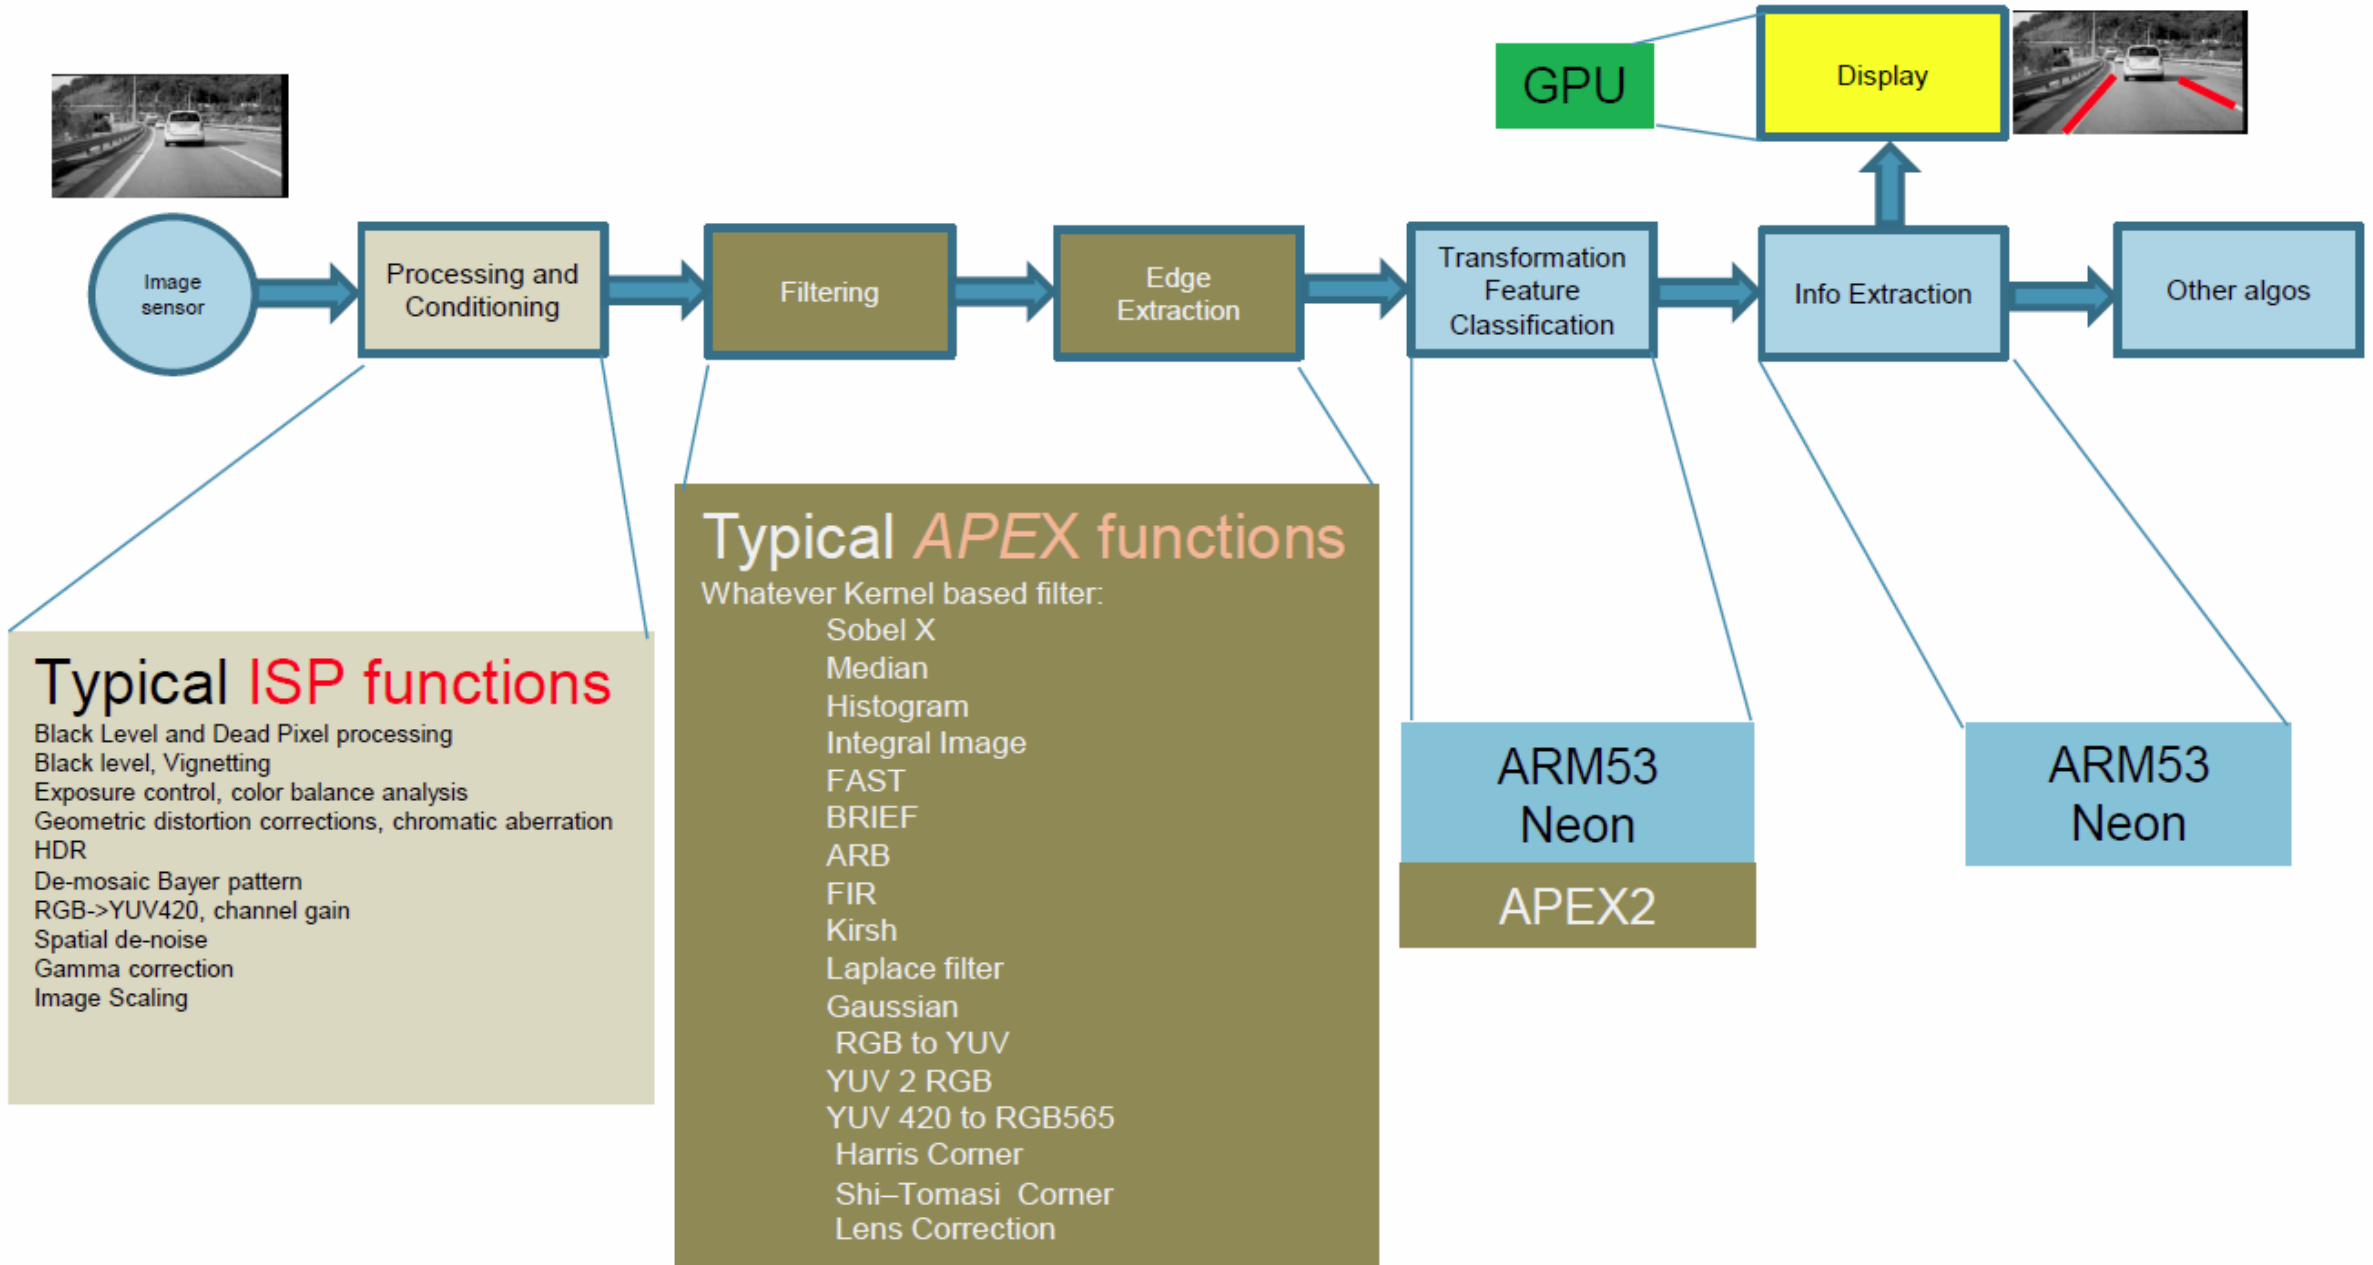 GPU
Display
Image
sensor
Processing and
Conditioning
Filtering
Edge
Extraction
Transformation
Feature
Classification
Info Extraction
Other algos
Typical ISP functions
Black Level and Dead Pixel processing
Black level, Vignetting
Exposure control, color balance analysis
Geometric distortion corrections, chromatic aberration
HDR
De-mosaic Bayer pattern
RGB->YUV420, channel gain
Spatial de-noise
Gamma correction
Image Scaling
Typical APEX functions
Whatever Kernel based filter:
Sobel X
Median
Histogram
Integral Image
FAST
BRIEF
ARB
FIR
Kirsh
Laplace filter
Gaussian
RGB to YUV
YUV 2 RGB
YUV 420 to RGB565
Harris Corner
Shi–Tomasi Corner
Lens Correction
ARM53
Neon
APEX2
ARM53
Neon